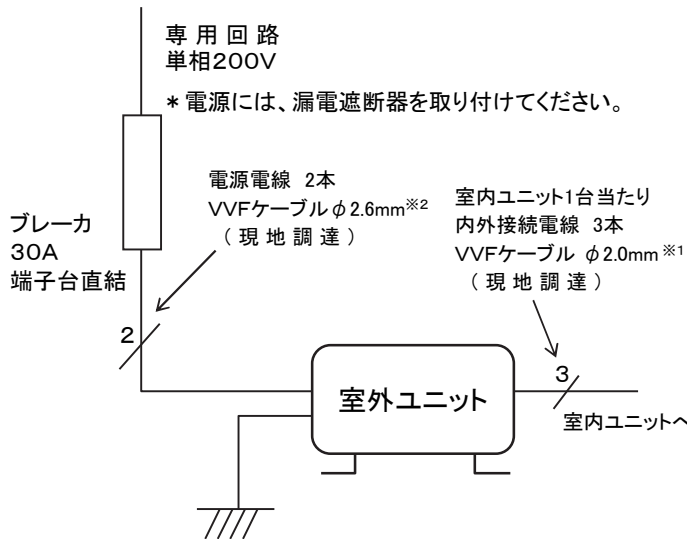 専用回路
単相200V
＊電源には、漏電遮断器を取り付けてください。
電源電線 2本
VVFケーブルφ2.6mm※2
(現地調達)
室内ユニット1台当たり
内外接続電線 3本
VVFケーブル φ2.0mm※1
(現地調達)
ブレーカ
30A
端子台直結
2
3
室外ユニット
室内ユニットへ